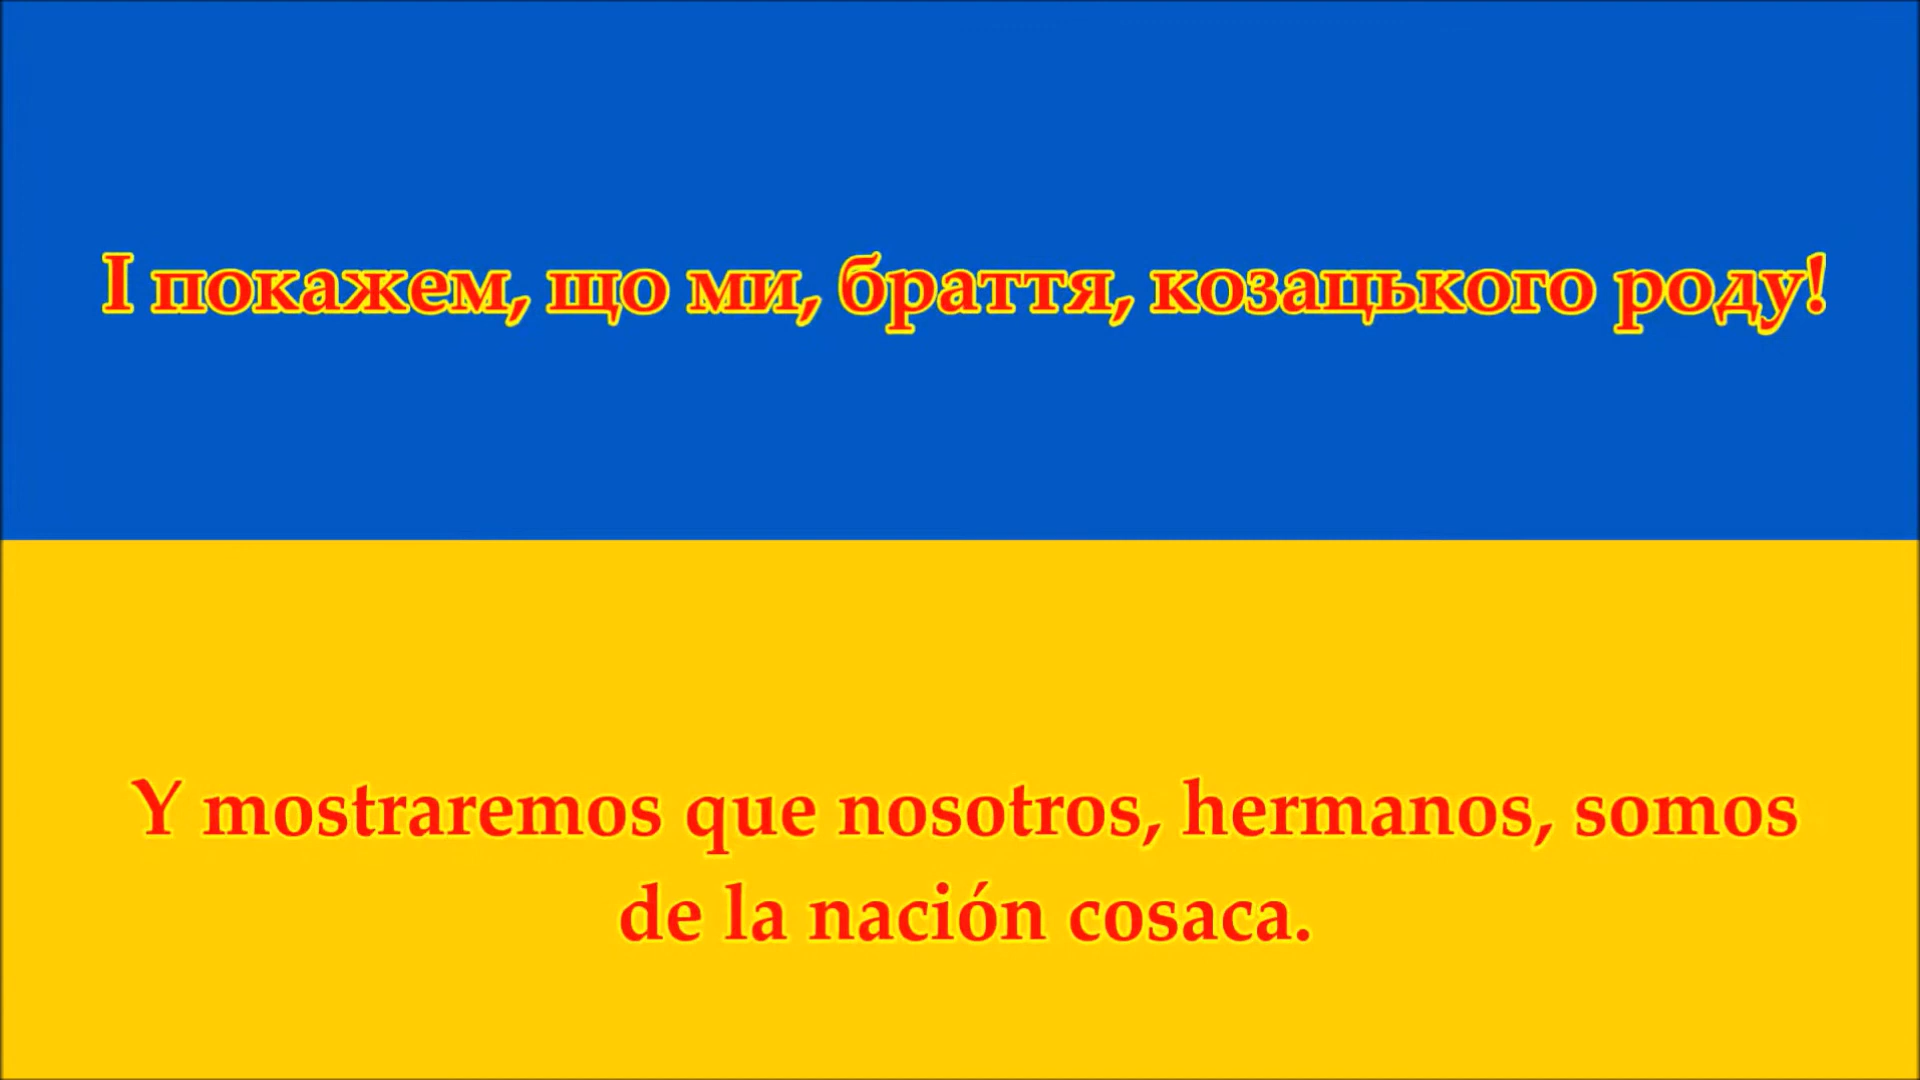 І покажем, що ми, браття, козацького роду!
Y mostraremos que nosotros, hermanos, somos
de la nación cosaca.